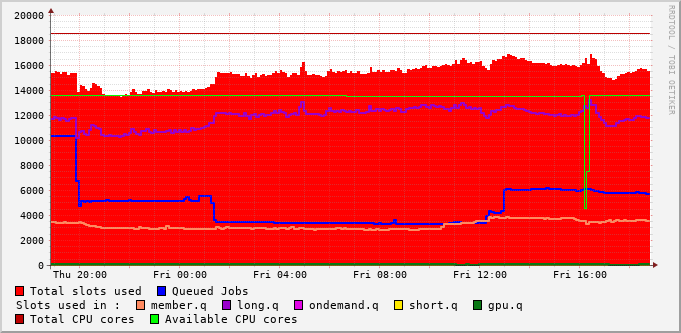 20000
18000
16000
14000
12000
10000
8000
6000
4000
2000
0
Thu 20:00 Fri 00:00 Fri 04:00 Fri 08:00 Fri 12:00 Fri 16:00
Total slots used Queued Jobs
Slots used in : member.q long.q ondemand.q short.q gpu.q
Total CPU cores Available CPU cores
RRDTOOL / TOBI OETIKER